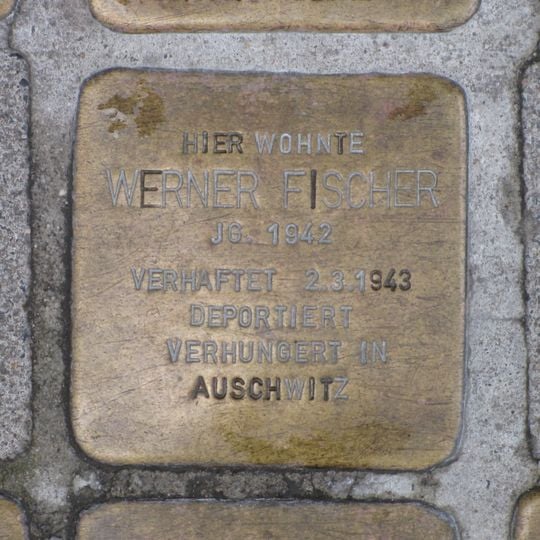 HIER WOHNTE
WERNER FISCHER
JG. 1942
VERHAFTET 2.3.1943
DEPORTIERT
VERHUNGERT IN
AUSCHWITZ